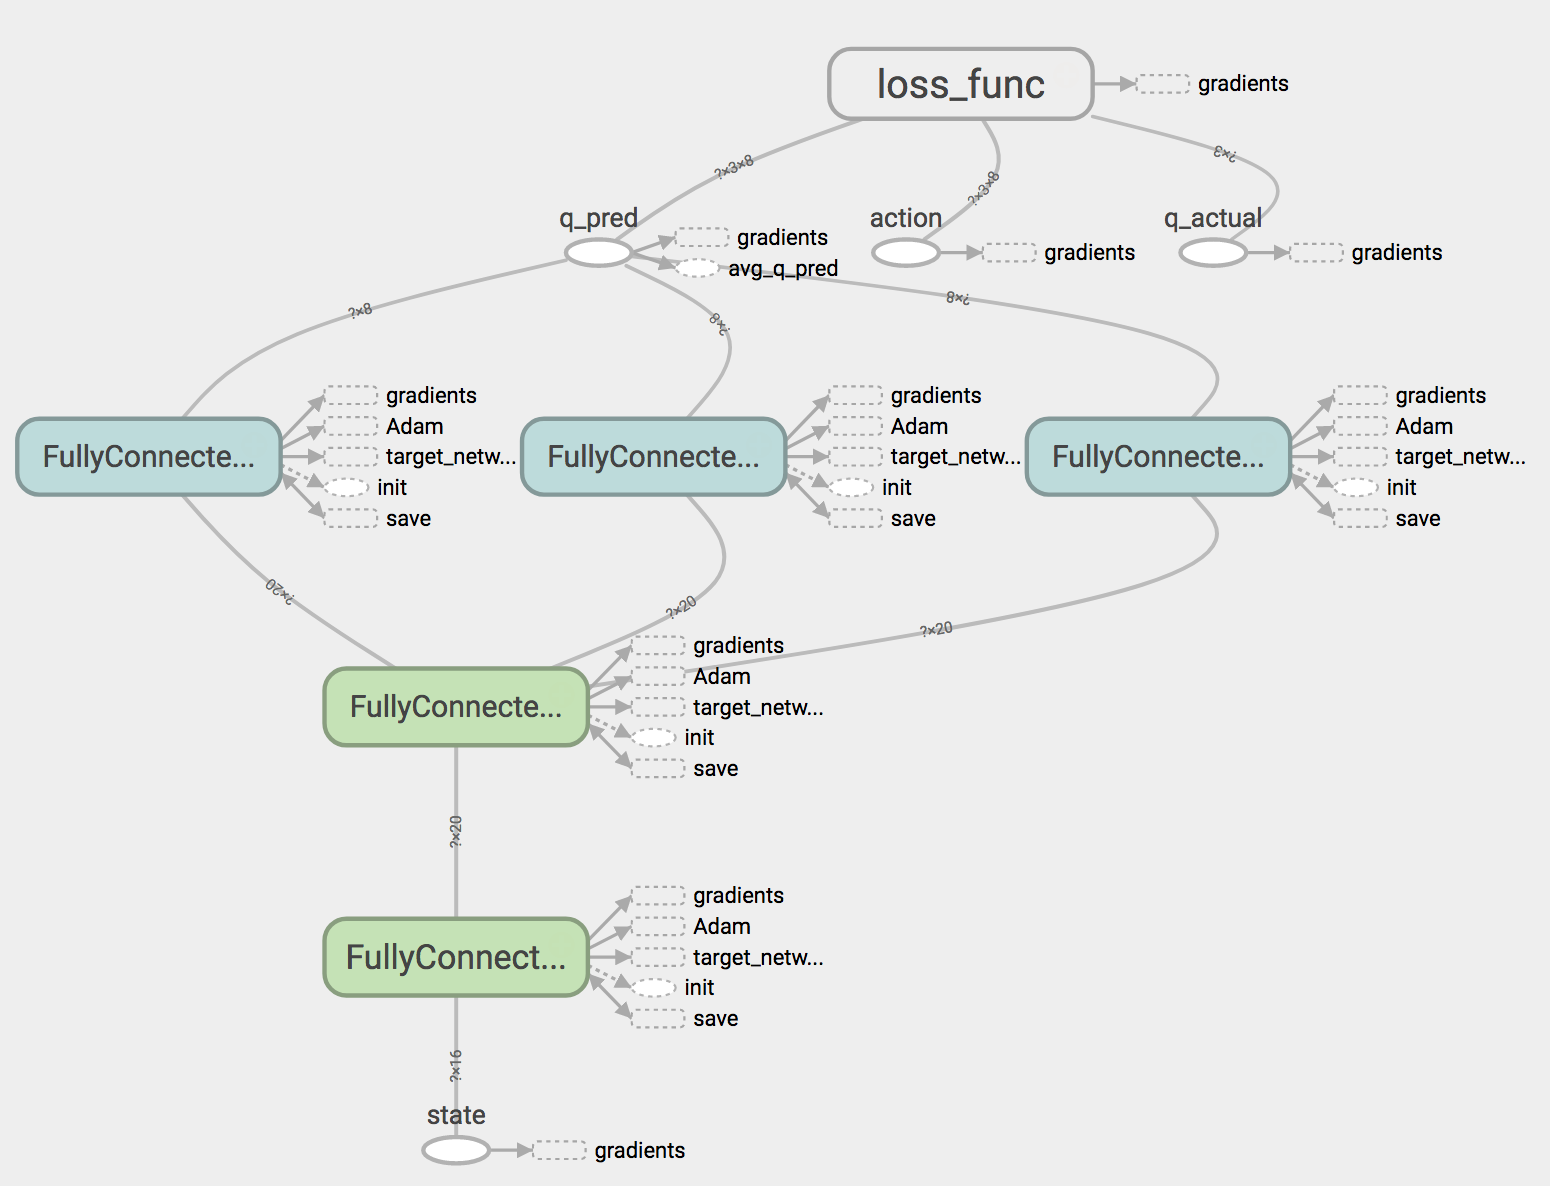 loss_func
gradients
?×3×8
?×3×8
?×3
q_pred
gradients
avg_q_pred
action
gradients
q_actual
gradients
?×8
?×8
?×8
FullyConnecte...
gradients
Adam
target_netw...
init
save
FullyConnecte...
gradients
Adam
target_netw...
init
save
FullyConnecte...
gradients
Adam
target_netw...
init
save
?×20
?×20
?×20
FullyConnecte...
gradients
Adam
target_netw...
init
save
?×20
FullyConnect...
gradients
Adam
target_netw...
init
save
?×16
state
gradients